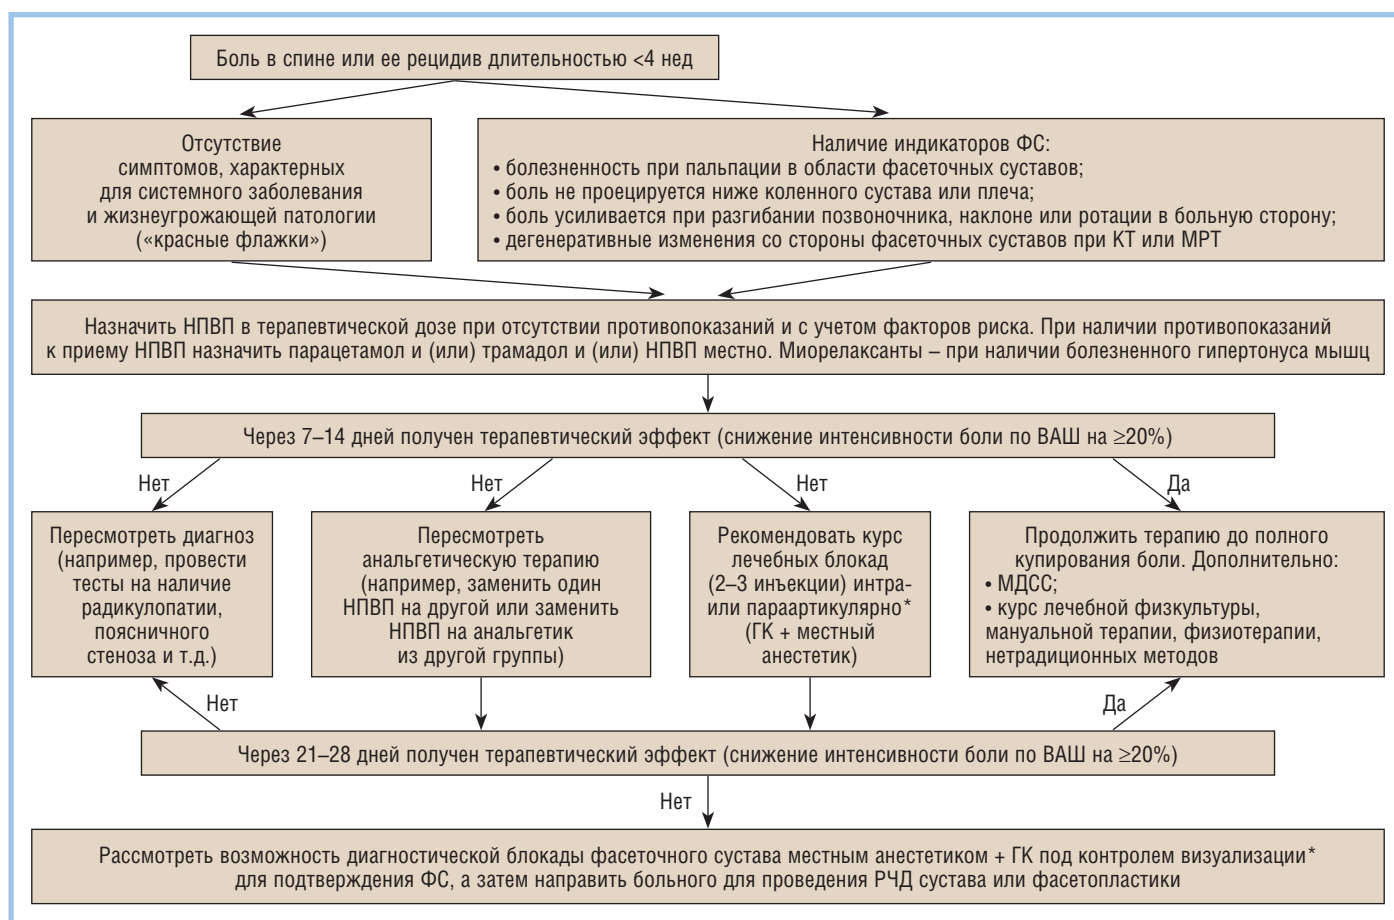 Боль в спине или ее рецидив длительностью <4 нед
Отсутствие
симптомов, характерных
для системного заболевания
и жизнеугрожающей патологии
(«красные флажки»)
Наличие индикаторов ФС:
• болезненность при пальпации в области фасеточных суставов;
• боль не проецируется ниже коленного сустава или плеча;
• боль усиливается при разгибании позвоночника, наклоне или ротации в больную сторону;
• дегенеративные изменения со стороны фасеточных суставов при КТ или МРТ
Назначить НПВП в терапевтической дозе при отсутствии противопоказаний и с учетом факторов риска. При наличии противопоказаний
к приему НПВП назначить парацетамол и (или) трамадол и (или) НПВП местно. Миорелаксанты – при наличии болезненного гипертонуса мышц
Через 7–14 дней получен терапевтический эффект (снижение интенсивности боли по ВАШ на ≥20%)
Нет
Нет
Нет
Да
Пересмотреть диагноз
(например, провести
тесты на наличие
радикулопатии,
поясничного
стеноза и т.д.)
Пересмотреть
анальгетическую терапию
(например, заменить один
НПВП на другой или заменить
НПВП на анальгетик
из другой группы)
Рекомендовать курс
лечебных блокад
(2–3 инъекции) интра-
или параартикулярно*
(ГК + местный
анестетик)
Продолжить терапию до полного
купирования боли. Дополнительно:
• МДСС;
• курс лечебной физкультуры,
мануальной терапии, физиотерапии,
нетрадиционных методов
Нет
Да
Через 21–28 дней получен терапевтический эффект (снижение интенсивности боли по ВАШ на ≥20%)
Нет
Рассмотреть возможность диагностической блокады фасеточного сустава местным анестетиком + ГК под контролем визуализации*
для подтверждения ФС, а затем направить больного для проведения РЧД сустава или фасетопластики